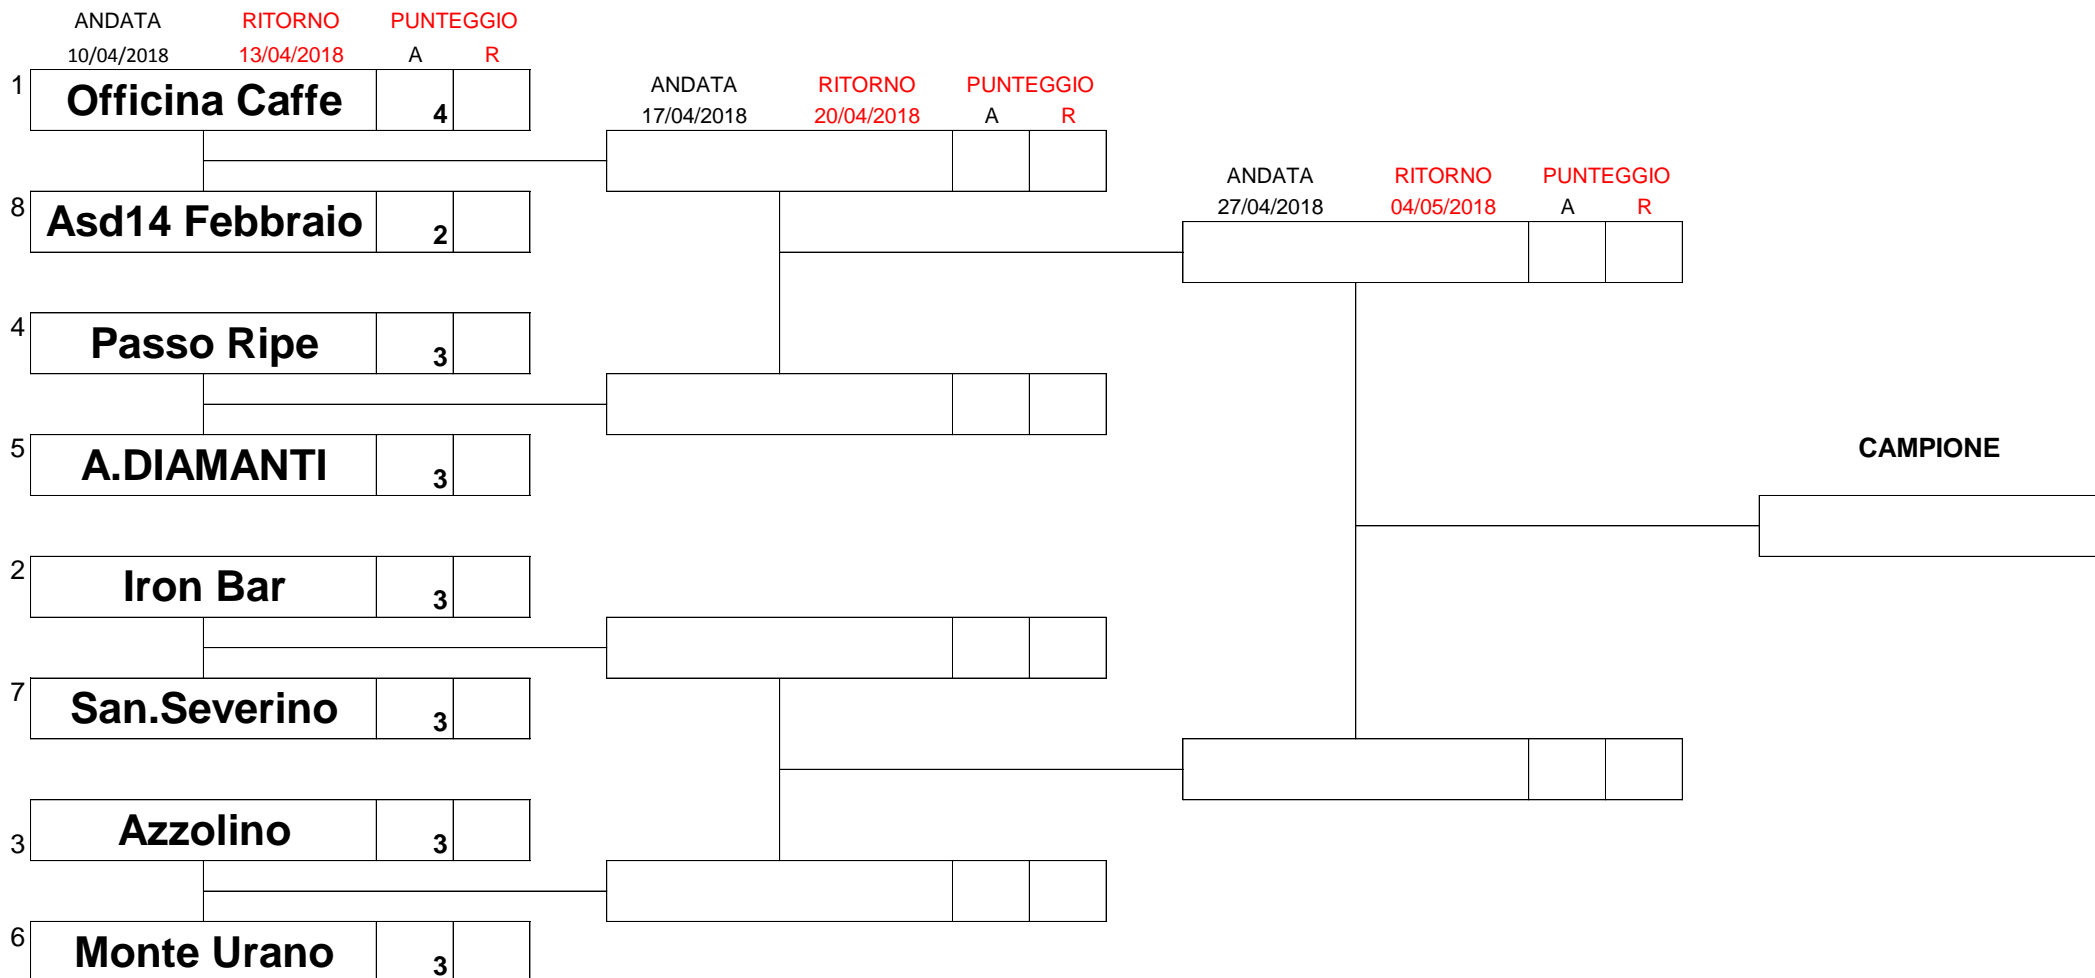 ANDATA RITORNO PUNTEGGIO
10/04/2018 13/04/2018 A R
1 Officina Caffe 4
ANDATA RITORNO PUNTEGGIO
17/04/2018 20/04/2018 A R
ANDATA RITORNO PUNTEGGIO
27/04/2018 04/05/2018 A R
8 Asd14 Febbraio 2
4 Passo Ripe 3
5 A.DIAMANTI 3
CAMPIONE
2 Iron Bar 3
7 San.Severino 3
3 Azzolino 3
6 Monte Urano 3